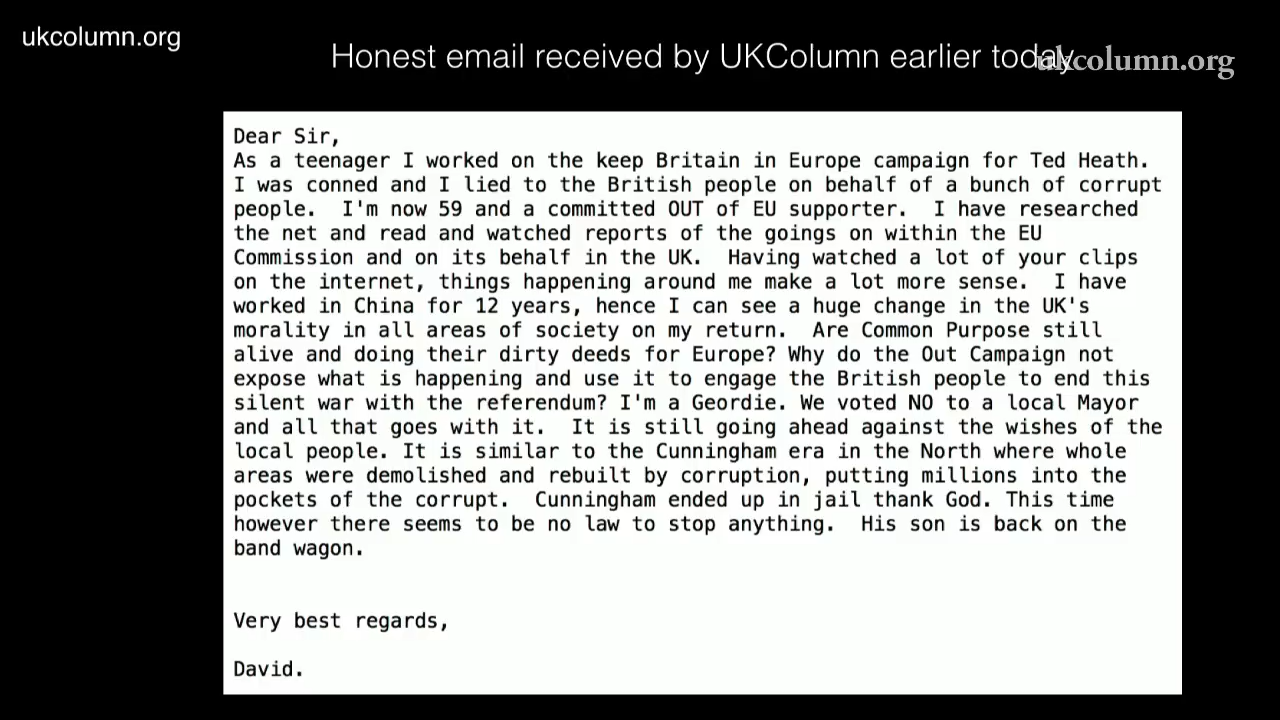 ukcolumn.org
Honest email received by UKColumn earlier today
ukcolumn.org
Dear Sir,
As a teenager I worked on the keep Britain in Europe campaign for Ted Heath.
I was conned and I lied to the British people on behalf of a bunch of corrupt
people.  I'm now 59 and a committed OUT of EU supporter.  I have researched
the net and read and watched reports of the goings on within the EU
Commission and on its behalf in the UK.  Having watched a lot of your clips
on the internet, things happening around me make a lot more sense.  I have
worked in China for 12 years, hence I can see a huge change in the UK's
morality in all areas of society on my return.  Are Common Purpose still
alive and doing their dirty deeds for Europe? Why do the Out Campaign not
expose what is happening and use it to engage the British people to end this
silent war with the referendum? I'm a Geordie. We voted NO to a local Mayor
and all that goes with it.  It is still going ahead against the wishes of the
local people. It is similar to the Cunningham era in the North where whole
areas were demolished and rebuilt by corruption, putting millions into the
pockets of the corrupt.  Cunningham ended up in jail thank God. This time
however there seems to be no law to stop anything.  His son is back on the
band wagon.
Very best regards,
David.